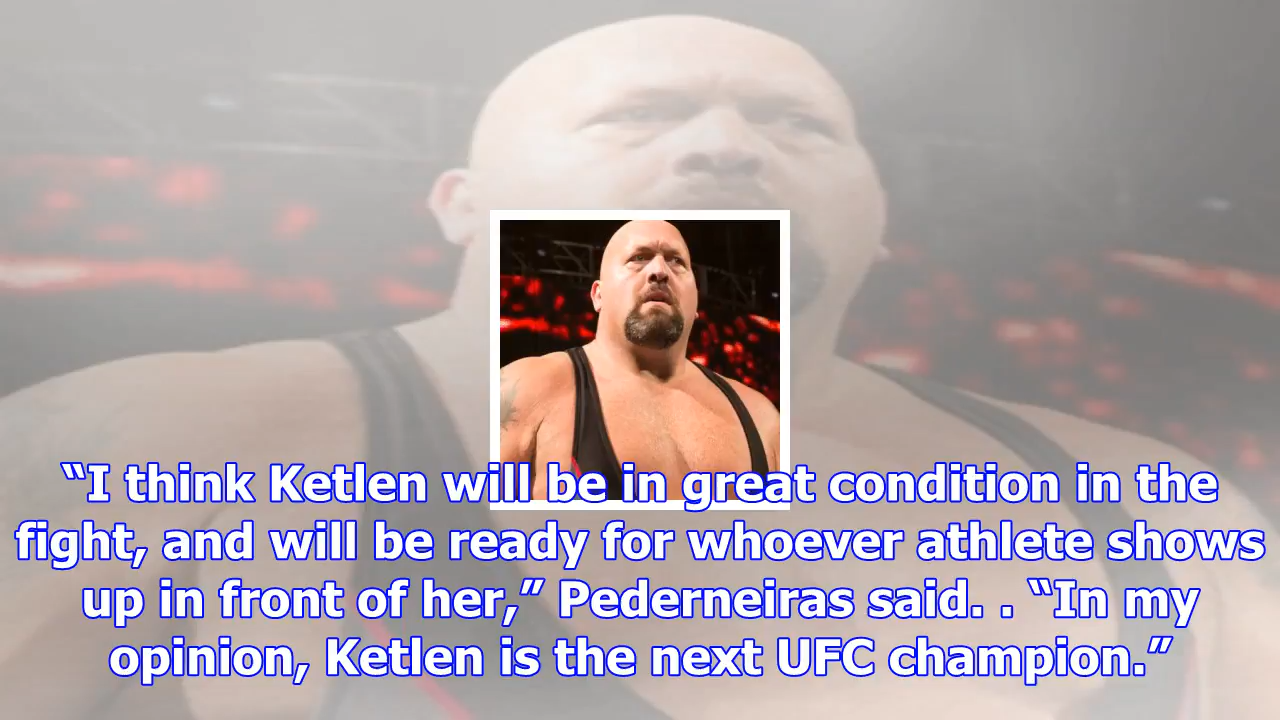 “I think Ketlen will be in great condition in the
fight, and will be ready for whoever athlete shows
up in front of her,” Pederneiras said. . “In my
opinion, Ketlen is the next UFC champion.”